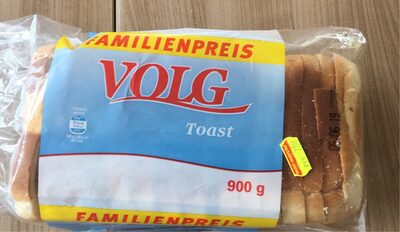 FAMILIENPREIS
VOLG
Toast
900 g
FAMILIENPREIS